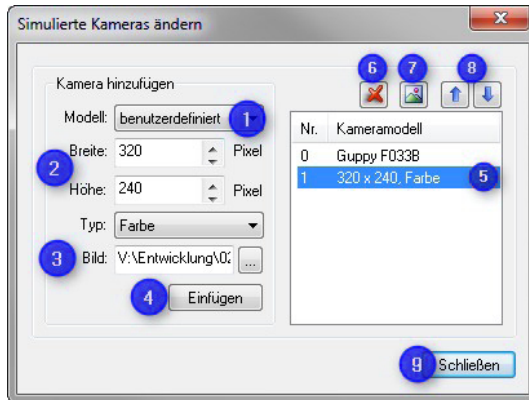 Simulierte Kameras ändern
6 7 8
Kamera hinzufügen
Modell: benutzerdefiniert 1
Nr. Kameramodell
Breite: 320 Pixel
0 Guppy F033B
2
1 320 x 240, Farbe 5
Höhe: 240 Pixel
Typ: Farbe
3 Bild: V:\Entwicklung\02 ...
4 Einfügen
9 Schließen